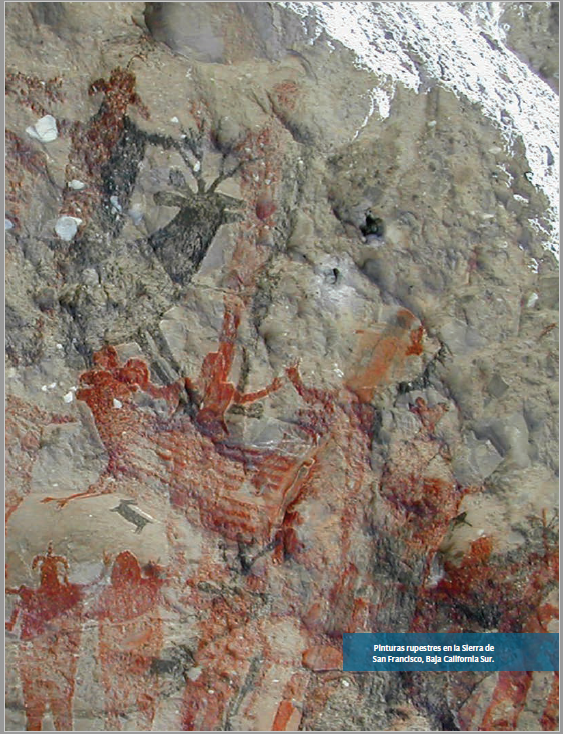 Pinturas rupestres en la Sierra de
San Francisco, Baja California Sur.